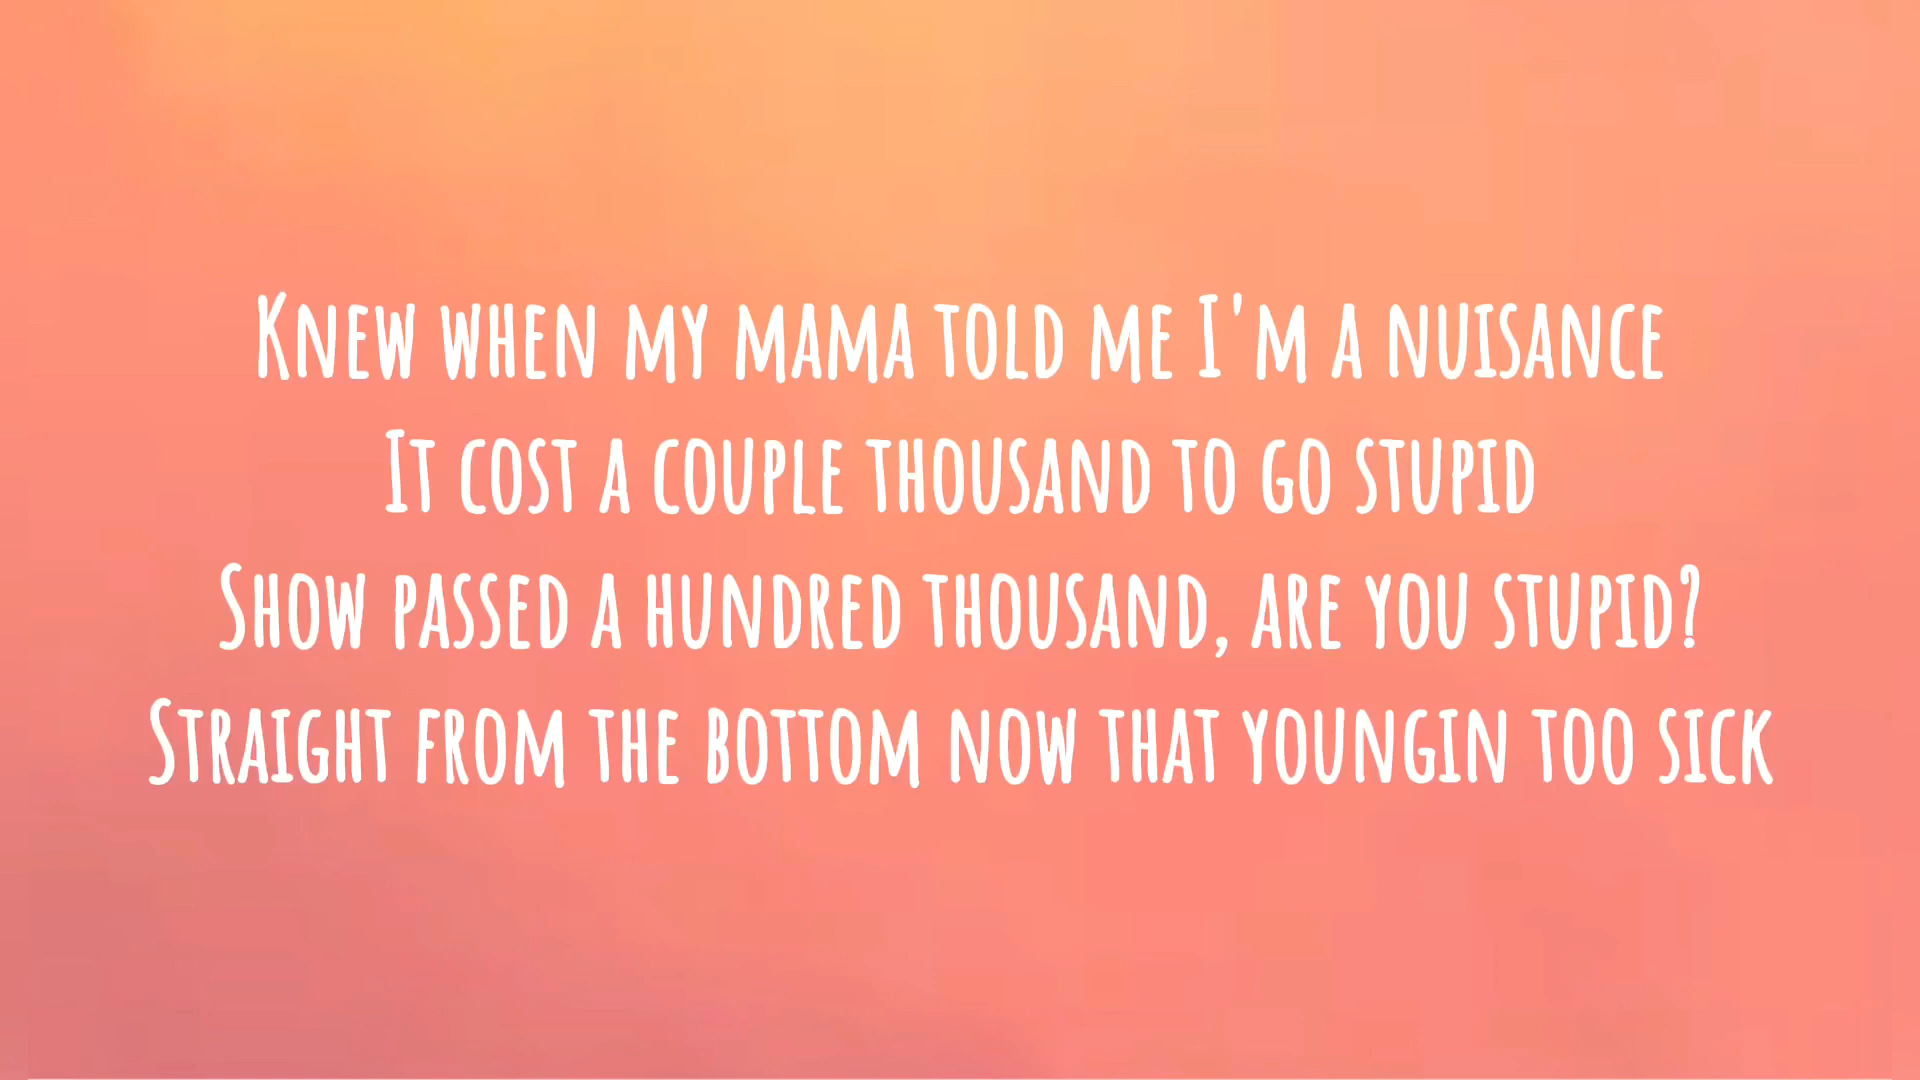 Knew when my mama told me I'm a nuisance
It cost a couple thousand to go stupid
Show passed a hundred thousand, are you stupid?
Straight from the bottom now that youngin too sick